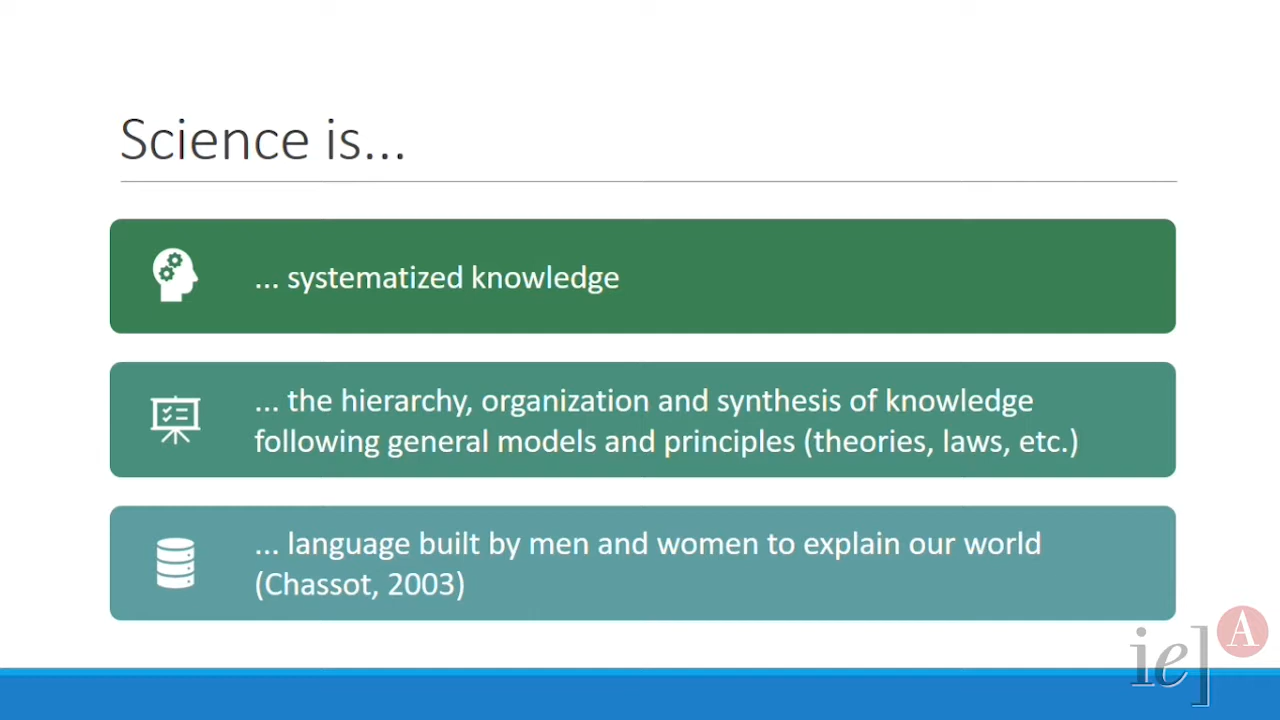 Science is...
... systematized knowledge
... the hierarchy, organization and synthesis of knowledge
following general models and principles (theories, laws, etc.)
... language built by men and women to explain our world
(Chassot, 2003)
ie] A